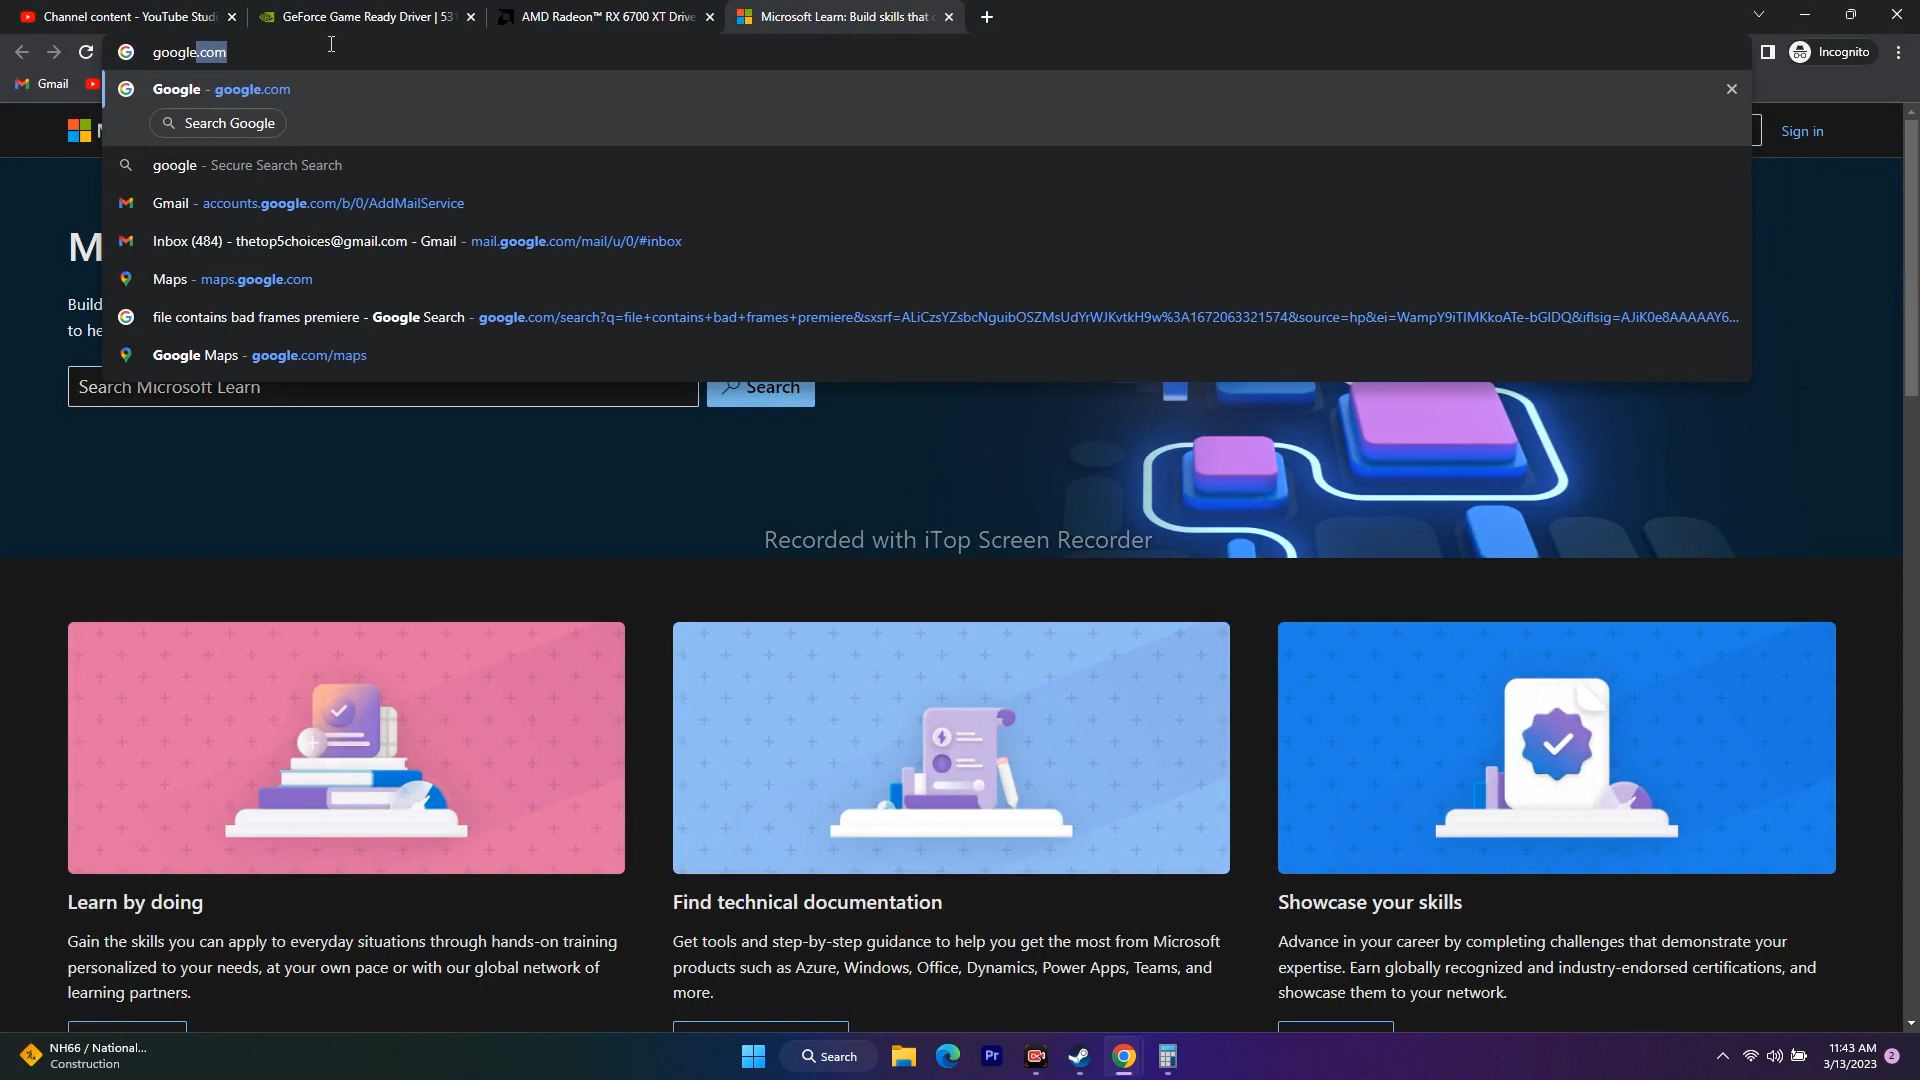 Channel content - YouTube Studi
GeForce Game Ready Driver | 531
AMD Radeon™ RX 6700 XT Drive
Microsoft Learn: Build skills that
google.com
Incognito
Gmail
Google - google.com
Search Google
google - Secure Search Search
Gmail - accounts.google.com/b/0/AddMailService
Inbox (484) - thetop5choices@gmail.com - Gmail - mail.google.com/mail/u/0/#inbox
Maps - maps.google.com
file contains bad frames premiere - Google Search - google.com/search?q=file+contains+bad+frames+premiere&sxsrf=ALiCzsYZsbcNguibOSZMsUdYrWJKvtkH9w%3A1672063321574&source=hp&ei=WampY9iTIMKkoATe-bGIDQ&iflsig=AJiK0e8AAAAAY6...
Google Maps - google.com/maps
Sign in
M
Build
to he
Search Microsoft Learn
Search
Recorded with iTop Screen Recorder
Learn by doing
Gain the skills you can apply to everyday situations through hands-on training
personalized to your needs, at your own pace or with our global network of
learning partners.
Find technical documentation
Get tools and step-by-step guidance to help you get the most from Microsoft
products such as Azure, Windows, Office, Dynamics, Power Apps, Teams, and
more.
Showcase your skills
Advance in your career by completing challenges that demonstrate your
expertise. Earn globally recognized and industry-endorsed certifications, and
showcase them to your network.
NH66 / National...
Construction
Search
Pr
11:43 AM
3/13/2023
2